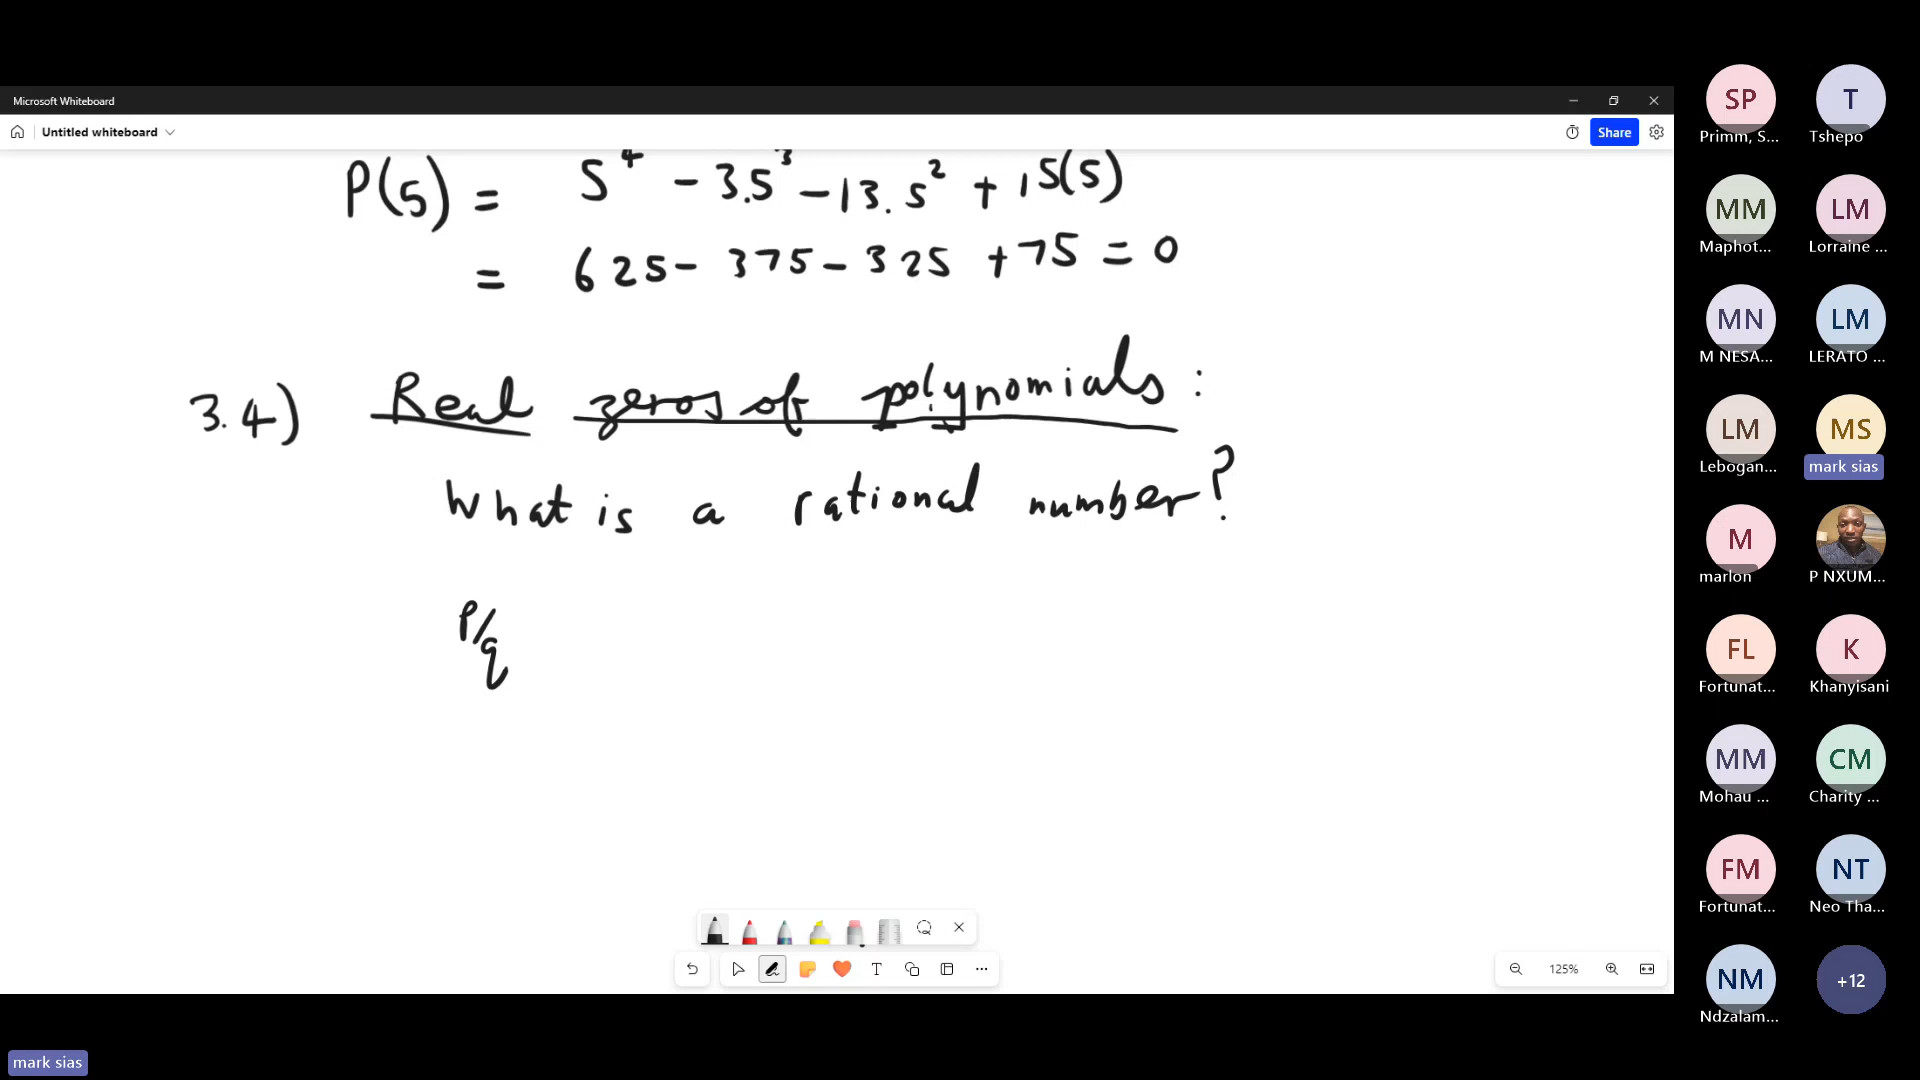 Microsoft Whiteboard
Untitled whiteboard
Share
P(5) = 5⁴ - 3.5³ - 13.5² + 15(5)
= 625 - 375 - 325 + 75 = 0
3.4) Real zeros of polynomials:
What is a rational number?
P/q
125%
SP
Primm, S...
T
Tshepo
MM
Maphot...
LM
Lorraine ...
MN
M NESA...
LM
LERATO ...
LM
Lebogan...
MS
mark sias
M
marlon
P NXUM...
FL
Fortunat...
K
Khanyisani
MM
Mohau ...
CM
Charity ...
FM
Fortunat...
NT
Neo Tha...
NM
Ndzalam...
+12
mark sias